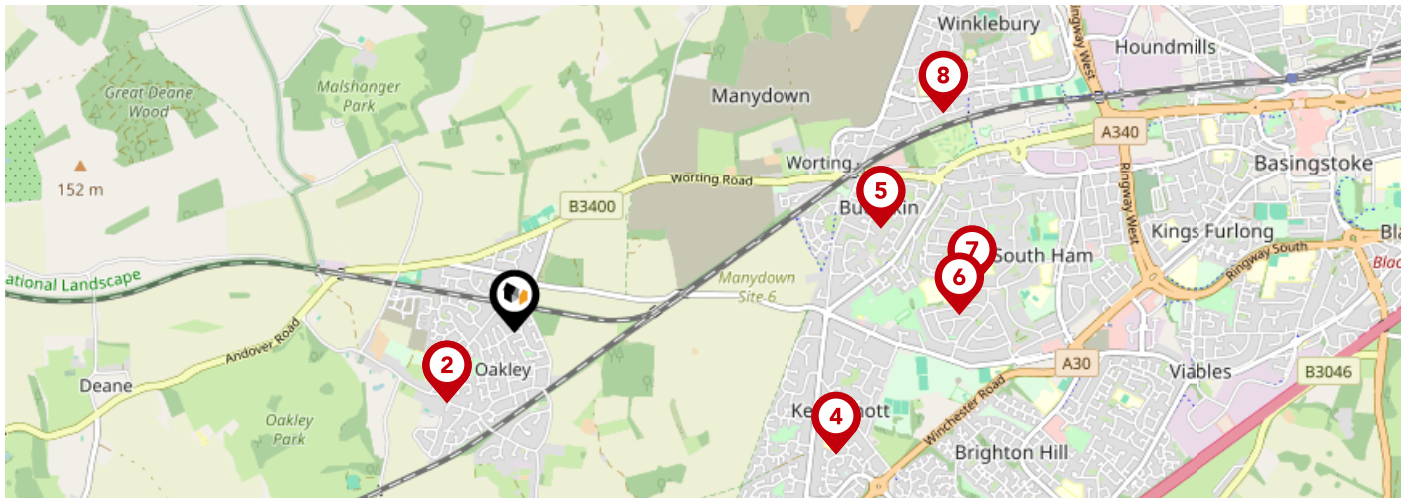 Winklebury
Ringway West
Houndmills
Malshanger
Park
Great Deane
Wood
8
Manydown
A340
152 m
Worting
Basingstoke
Worting Road
5
B3400
Ringway West
Kings Furlong
7
South Ham
6
Ringway South
ational Landscape
Manydown
Site 6
Andover Road
2
Oakley
Deane
A30
Viables
B3046
4
Oakley
Park
Winchester Road
Brighton Hill